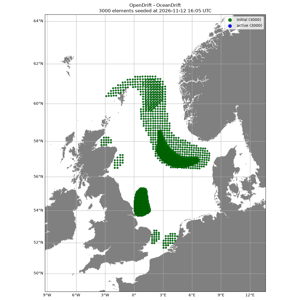 OpenDrift - OceanDrift
3000 elements seeded at 2026-11-12 16:05 UTC
initial (3000)
active (3000)
64°N
62°N
60°N
58°N
56°N
54°N
52°N
50°N
9°W
6°W
3°W
0°
3°E
6°E
9°E
12°E